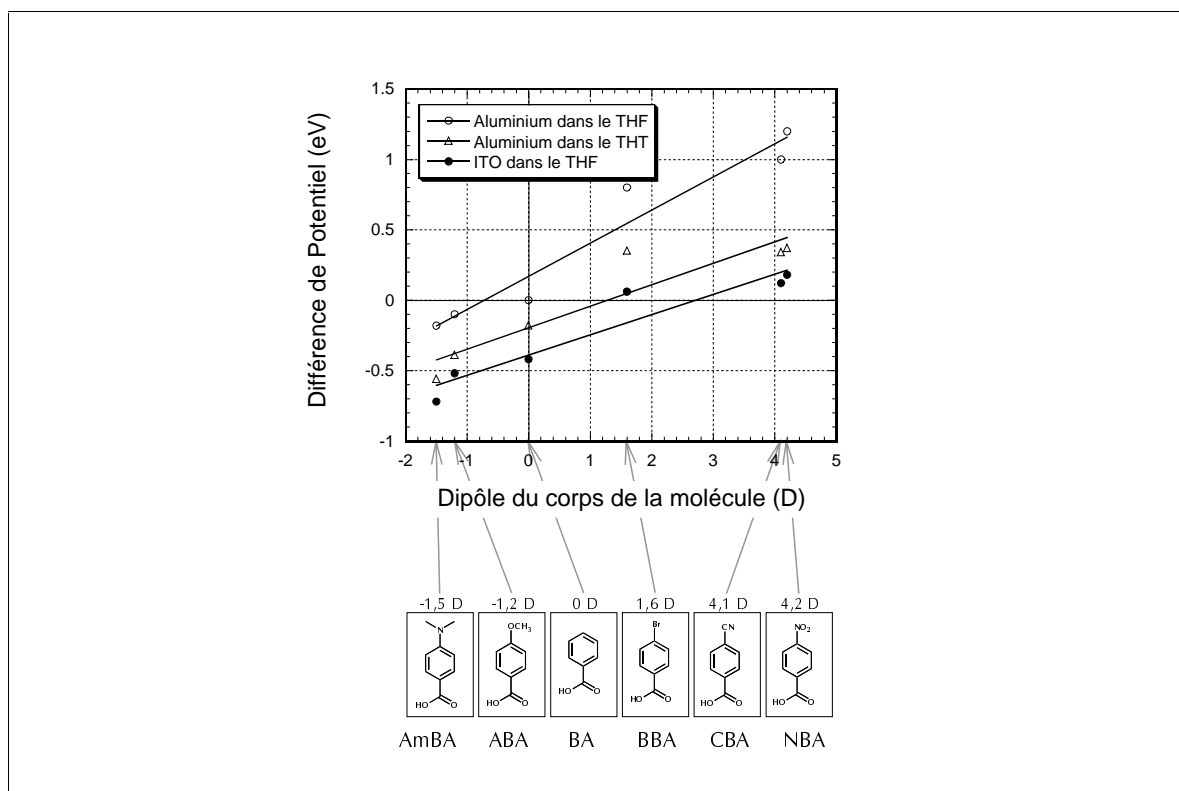 Différence de Potentiel (eV)
1.5
1
0.5
0
-0.5
-1
Aluminium dans le THF
Aluminium dans le THT
ITO dans le THF
-2 -1 0 1 2 3 4 5
Dipôle du corps de la molécule (D)
-1,5 D -1,2 D 0 D 1,6 D 4,1 D 4,2 D
N OCH3 Br CN NO2
HO O HO O HO O HO O HO O HO O
AmBA ABA BA BBA CBA NBA